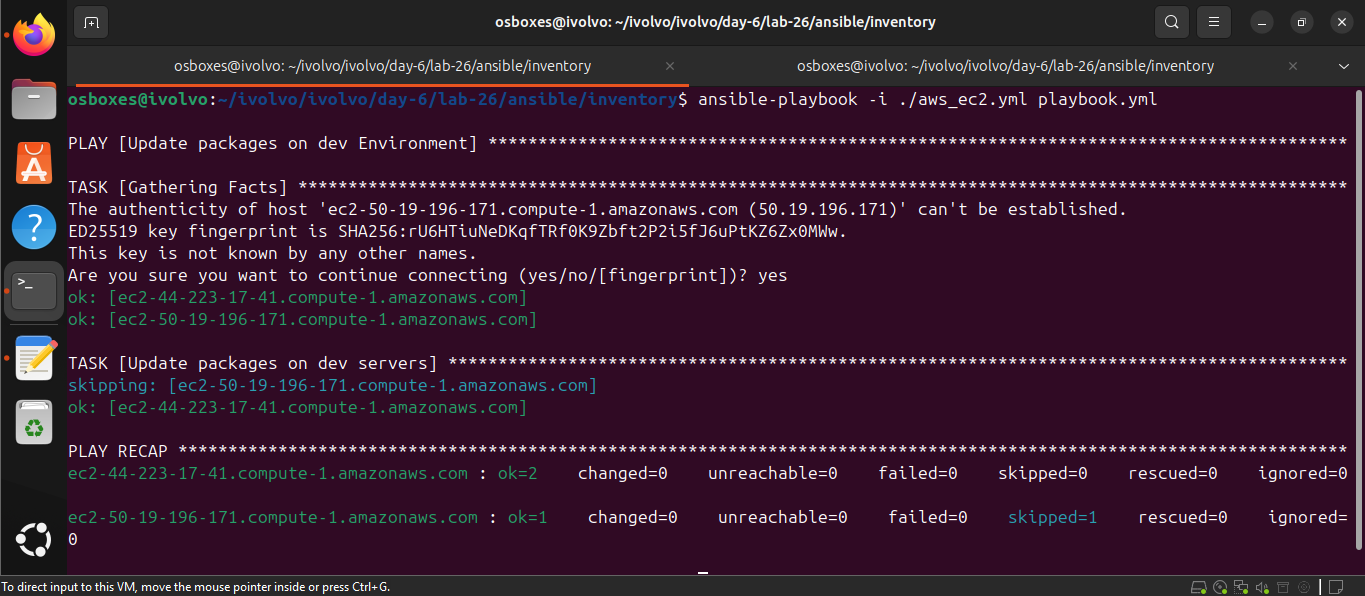 osboxes@ivolvo: ~/ivolvo/ivolvo/day-6/lab-26/ansible/inventory
osboxes@ivolvo: ~/ivolvo/ivolvo/day-6/lab-26/ansible/inventory
osboxes@ivolvo: ~/ivolvo/ivolvo/day-6/lab-26/ansible/inventory
osboxes@ivolvo:~/ivolvo/ivolvo/day-6/lab-26/ansible/inventory$ ansible-playbook -i ./aws_ec2.yml playbook.yml
PLAY [Update packages on dev Environment] **************************************************************************************
TASK [Gathering Facts] *********************************************************************************************************
The authenticity of host 'ec2-50-19-196-171.compute-1.amazonaws.com (50.19.196.171)' can't be established.
ED25519 key fingerprint is SHA256:rU6HTiuNeDKqfTRf0K9Zbft2P2i5fJ6uPtKZ6Zx0MWw.
This key is not known by any other names.
Are you sure you want to continue connecting (yes/no/[fingerprint])? yes
ok: [ec2-44-223-17-41.compute-1.amazonaws.com]
ok: [ec2-50-19-196-171.compute-1.amazonaws.com]
TASK [Update packages on dev servers] ******************************************************************************************
skipping: [ec2-50-19-196-171.compute-1.amazonaws.com]
ok: [ec2-44-223-17-41.compute-1.amazonaws.com]
PLAY RECAP *********************************************************************************************************************
ec2-44-223-17-41.compute-1.amazonaws.com : ok=2    changed=0    unreachable=0    failed=0    skipped=0    rescued=0    ignored=0
ec2-50-19-196-171.compute-1.amazonaws.com : ok=1    changed=0    unreachable=0    failed=0    skipped=1    rescued=0    ignored=
0
To direct input to this VM, move the mouse pointer inside or press Ctrl+G.